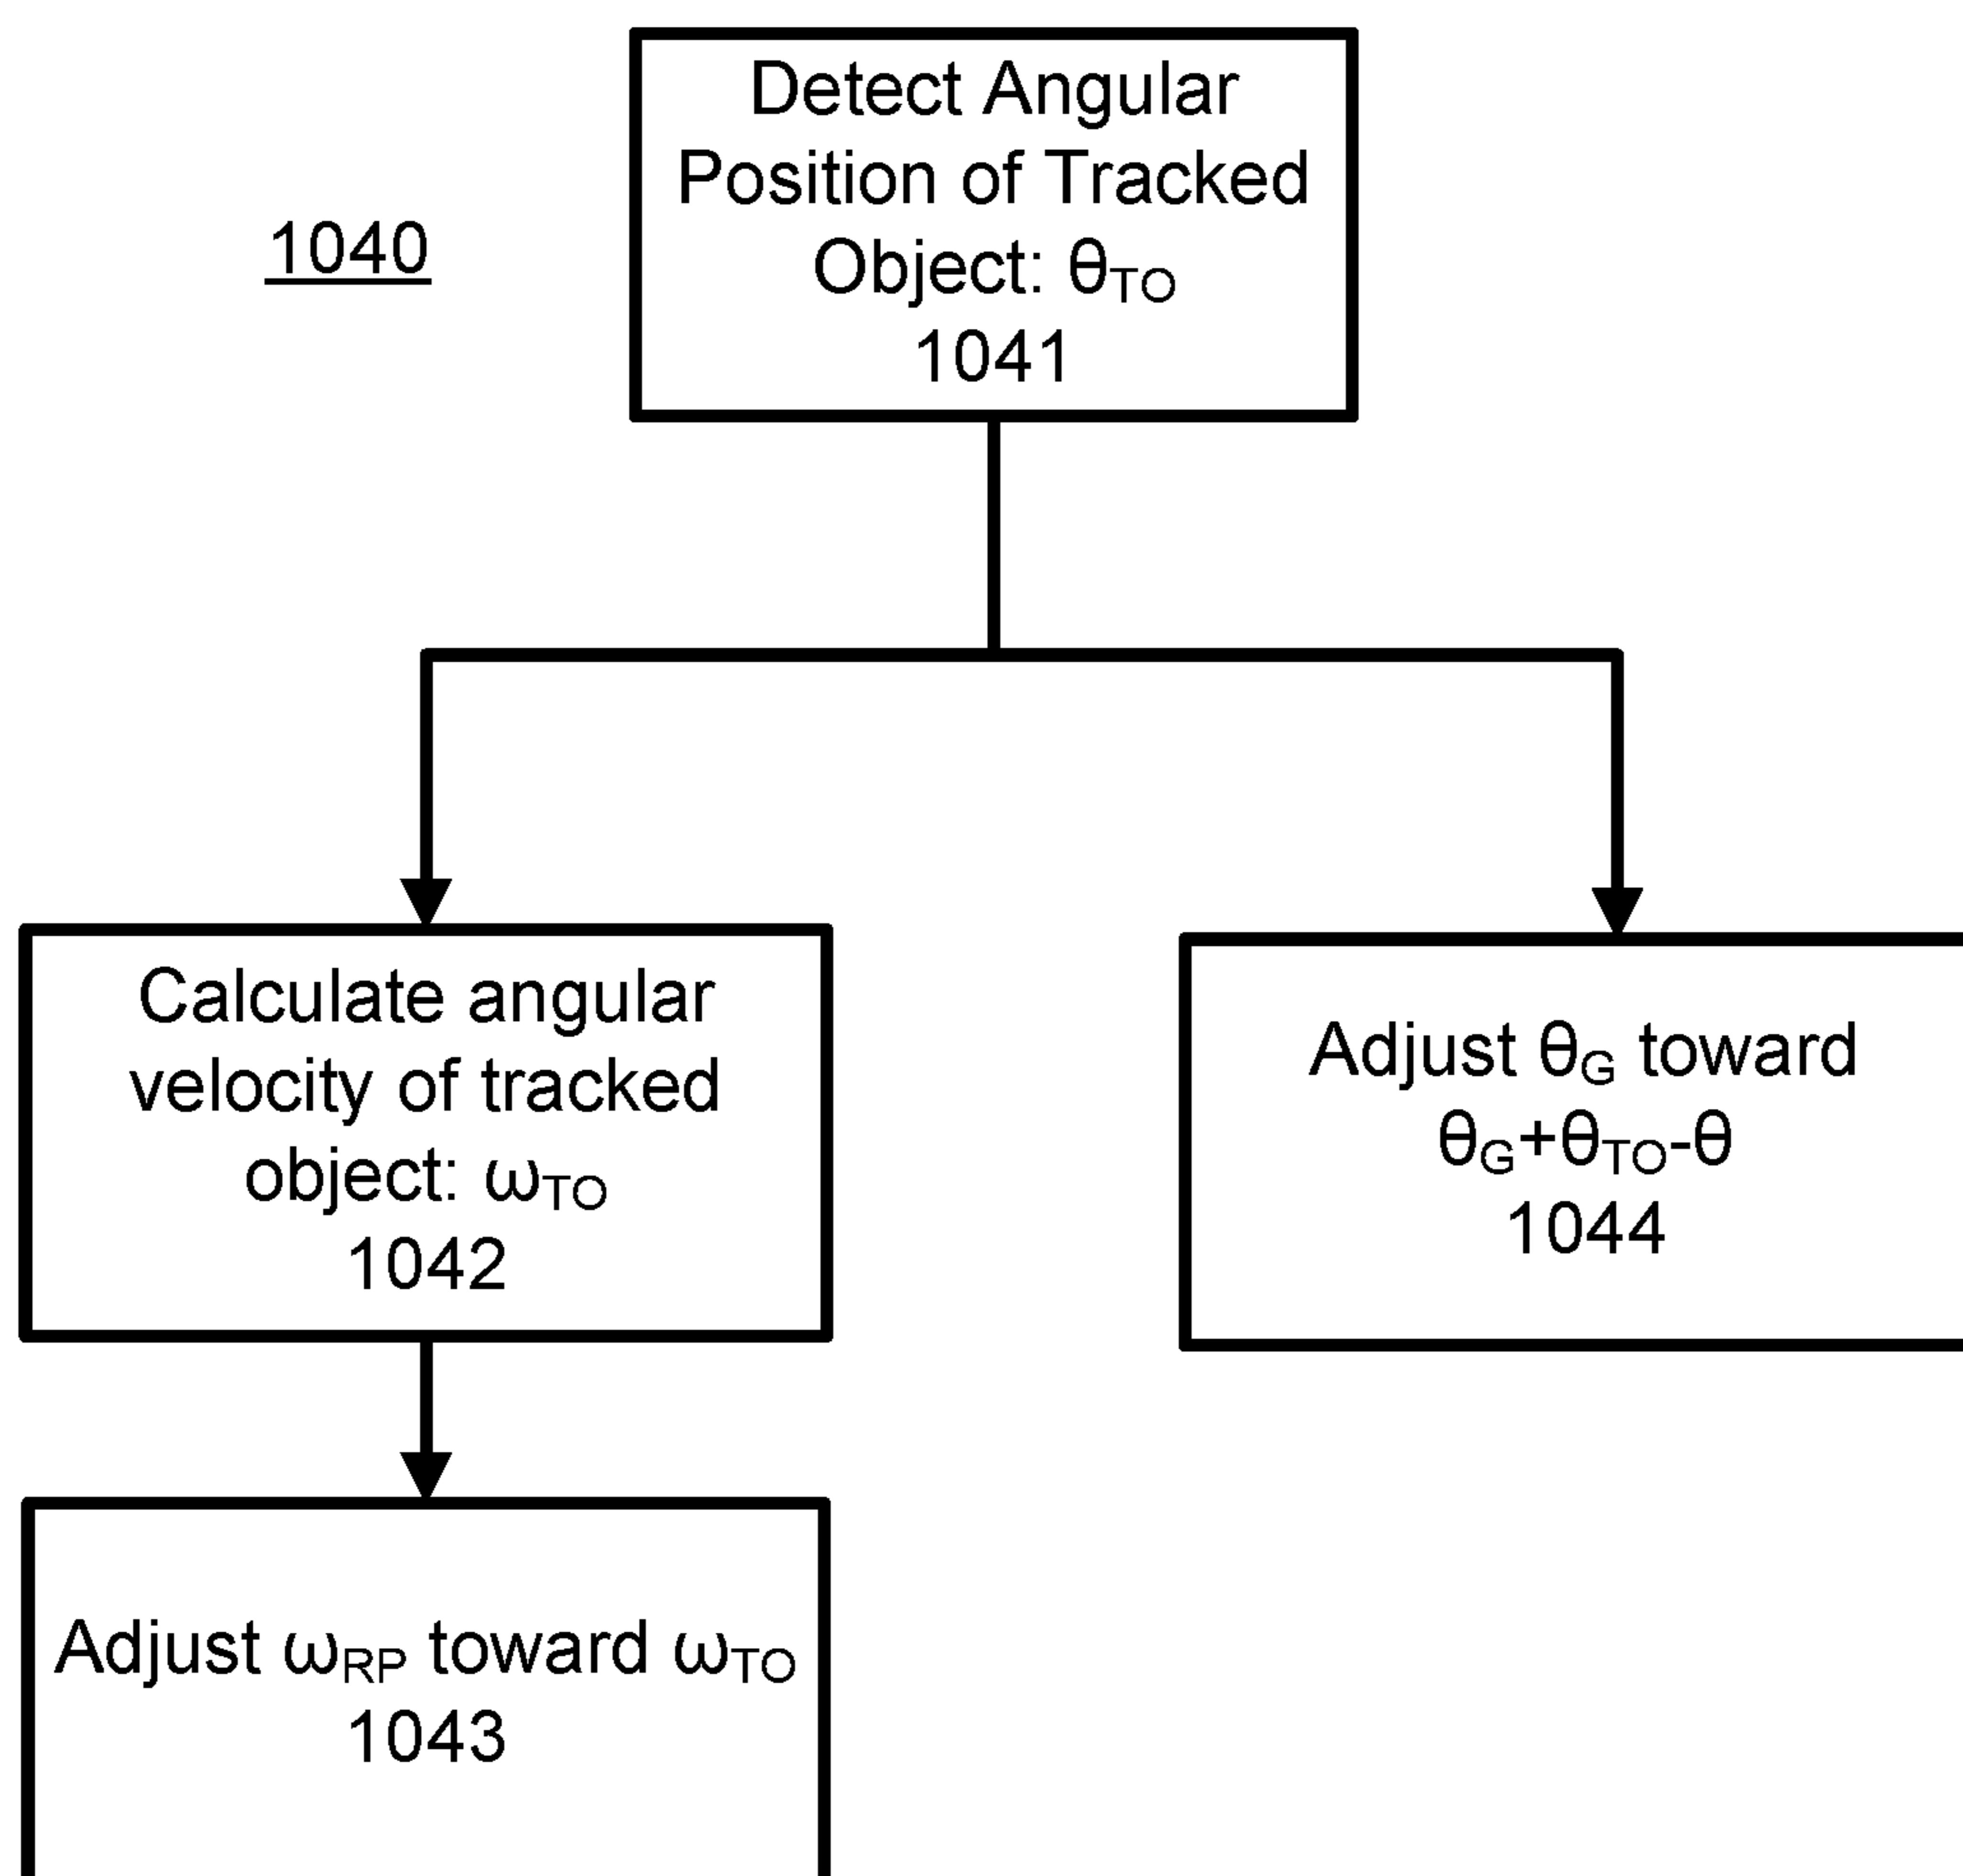 Detect Angular
Position of Tracked
Object: θTO
1041
1040
Calculate angular
velocity of tracked
object: ωTO
1042
Adjust θG toward
θG+θTO-θ
1044
Adjust ωRP toward ωTO
1043